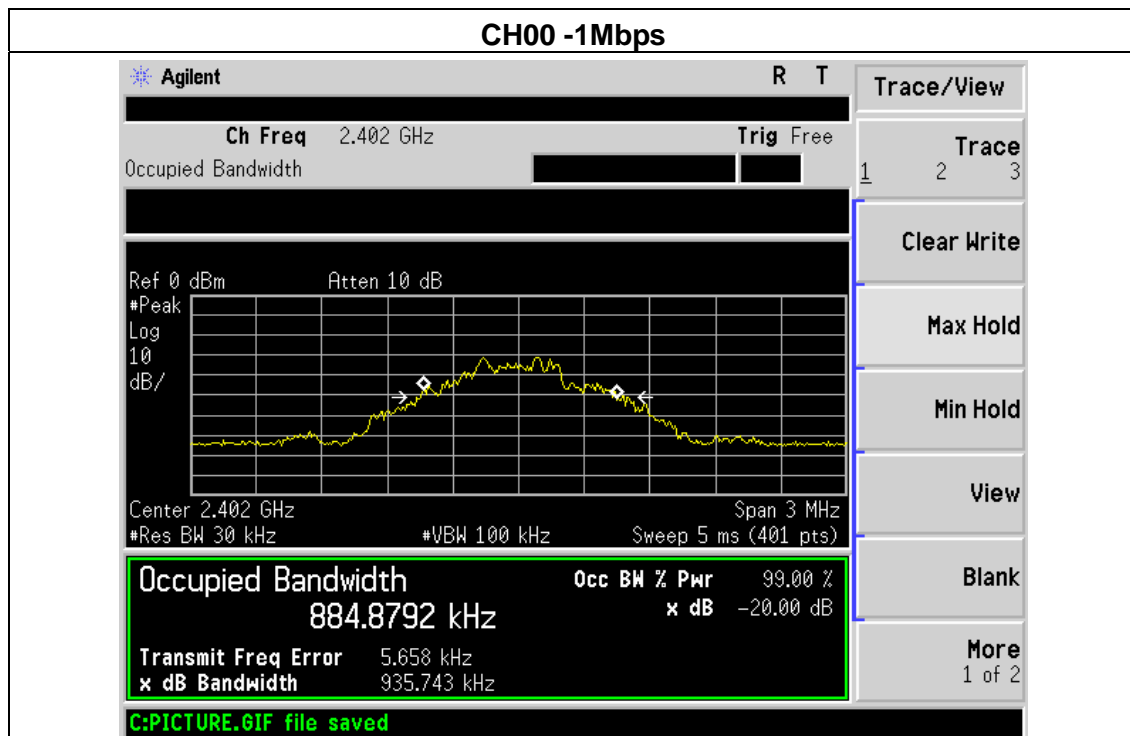 CH00 -1Mbps
Agilent R T
Trace/View
Ch Freq 2.402 GHz Trig Free
Occupied Bandwidth
Trace
1 2 3
Clear Write
Ref 0 dBm Atten 10 dB
#Peak
Log
10
dB/
Max Hold
Min Hold
View
Center 2.402 GHz Span 3 MHz
#Res BW 30 kHz #VBW 100 kHz Sweep 5 ms (401 pts)
Occupied Bandwidth
884.8792 kHz
Occ BW % Pwr 99.00 %
x dB -20.00 dB
Blank
Transmit Freq Error 5.658 kHz
x dB Bandwidth 935.743 kHz
More
1 of 2
C:PICTURE.GIF file saved